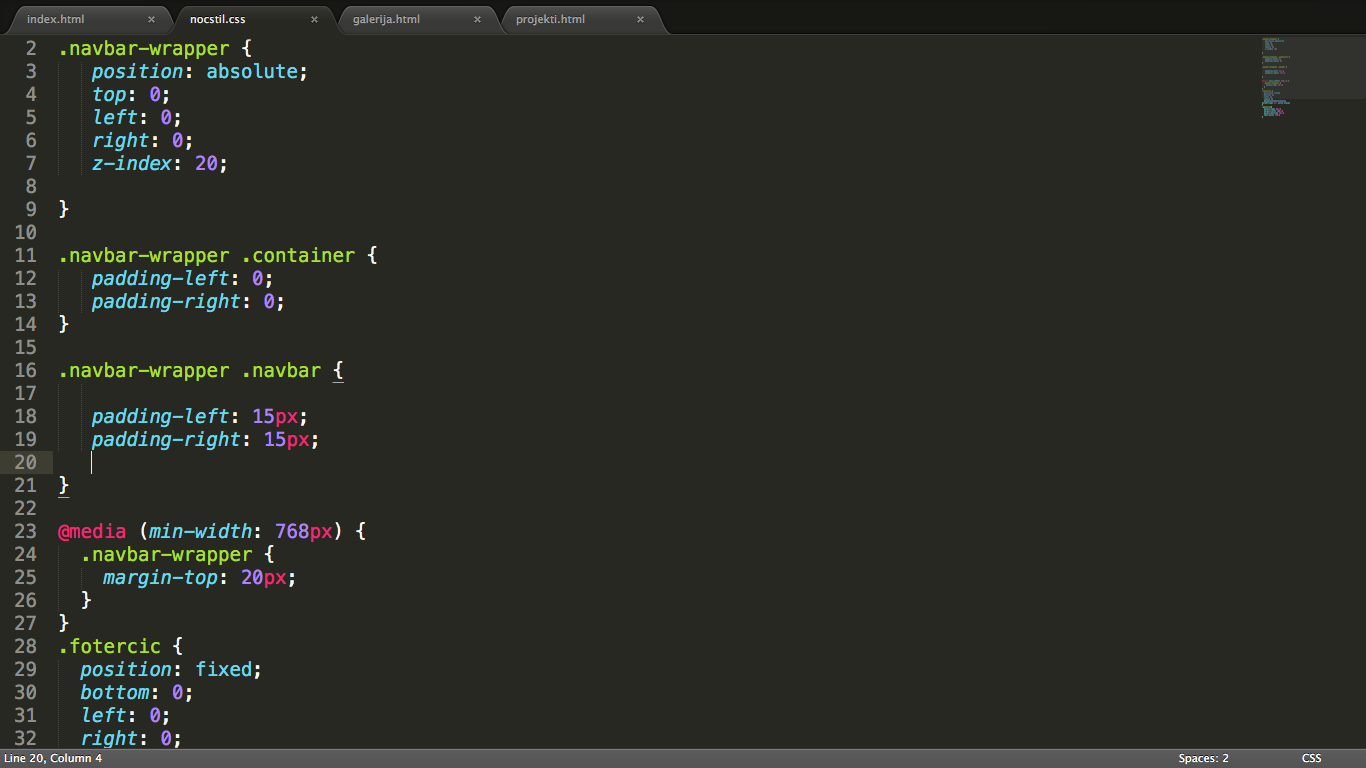 index.html × nocstil.css × galerija.html × projekti.html ×
2 .navbar-wrapper {
3 position: absolute;
4 top: 0;
5 left: 0;
6 right: 0;
7 z-index: 20;
8
9 }
10
11 .navbar-wrapper .container {
12 padding-left: 0;
13 padding-right: 0;
14 }
15
16 .navbar-wrapper .navbar {
17
18 padding-left: 15px;
19 padding-right: 15px;
20
21 }
22
23 @media (min-width: 768px) {
24 .navbar-wrapper {
25 margin-top: 20px;
26 }
27 }
28 .fotercic {
29 position: fixed;
30 bottom: 0;
31 left: 0;
32 right: 0;
Line 20, Column 4 Spaces: 2 CSS